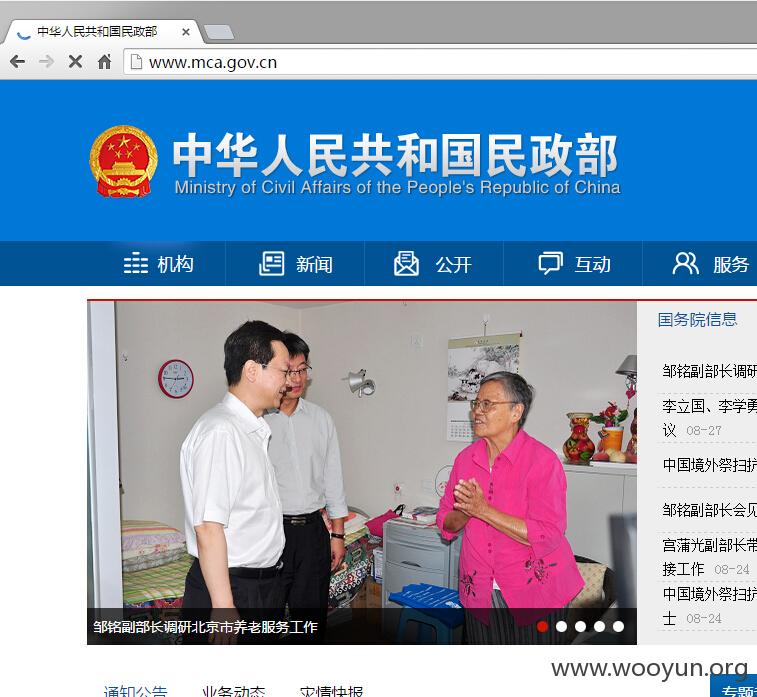 中华人民共和国民政部
www.mca.gov.cn
中华人民共和国民政部
Ministry of Civil Affairs of the People's Republic of China
机构 新闻 公开 互动 服务
国务院信息
邹铭副部长调研
李立国、李学勇
议 08-27
中国境外祭扫抗
邹铭副部长会见
宫蒲光副部长带
接工作 08-24
中国境外祭扫抗
士 08-24
邹铭副部长调研北京市养老服务工作
www.wooyun.org
通知公告 业务动态 灾情快报
专题